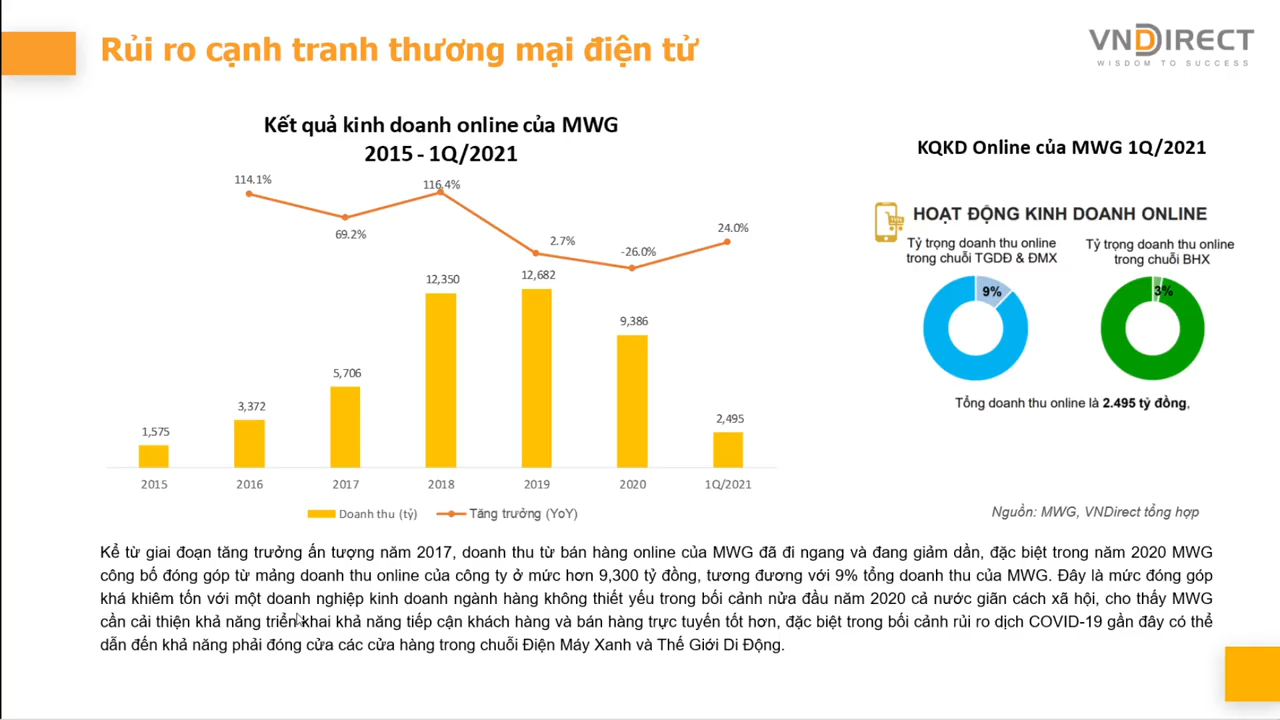 Rủi ro cạnh tranh thương mại điện tử
VNDIRECT
WISDOM TO SUCCESS
Kết quả kinh doanh online của MWG
2015 - 1Q/2021
114.1%
69.2%
116.4%
2.7%
-26.0%
24.0%
1,575
3,372
5,706
12,350
12,682
9,386
2,495
2015
2016
2017
2018
2019
2020
1Q/2021
Doanh thu (tỷ)
Tăng trưởng (YoY)
KQKD Online của MWG 1Q/2021
HOẠT ĐỘNG KINH DOANH ONLINE
Tỷ trọng doanh thu online
trong chuỗi TGDĐ & ĐMX
9%
Tỷ trọng doanh thu online
trong chuỗi BHX
3%
Tổng doanh thu online là 2.495 tỷ đồng,
Nguồn: MWG, VNDirect tổng hợp
Kể từ giai đoạn tăng trưởng ấn tượng năm 2017, doanh thu từ bán hàng online của MWG đã đi ngang và đang giảm dần, đặc biệt trong năm 2020 MWG
công bố đóng góp từ mảng doanh thu online của công ty ở mức hơn 9,300 tỷ đồng, tương đương với 9% tổng doanh thu của MWG. Đây là mức đóng góp
khá khiêm tốn với một doanh nghiệp kinh doanh ngành hàng không thiết yếu trong bối cảnh nửa đầu năm 2020 cả nước giãn cách xã hội, cho thấy MWG
cần cải thiện khả năng triển khai khả năng tiếp cận khách hàng và bán hàng trực tuyến tốt hơn, đặc biệt trong bối cảnh rủi ro dịch COVID-19 gần đây có thể
dẫn đến khả năng phải đóng cửa các cửa hàng trong chuỗi Điện Máy Xanh và Thế Giới Di Động.